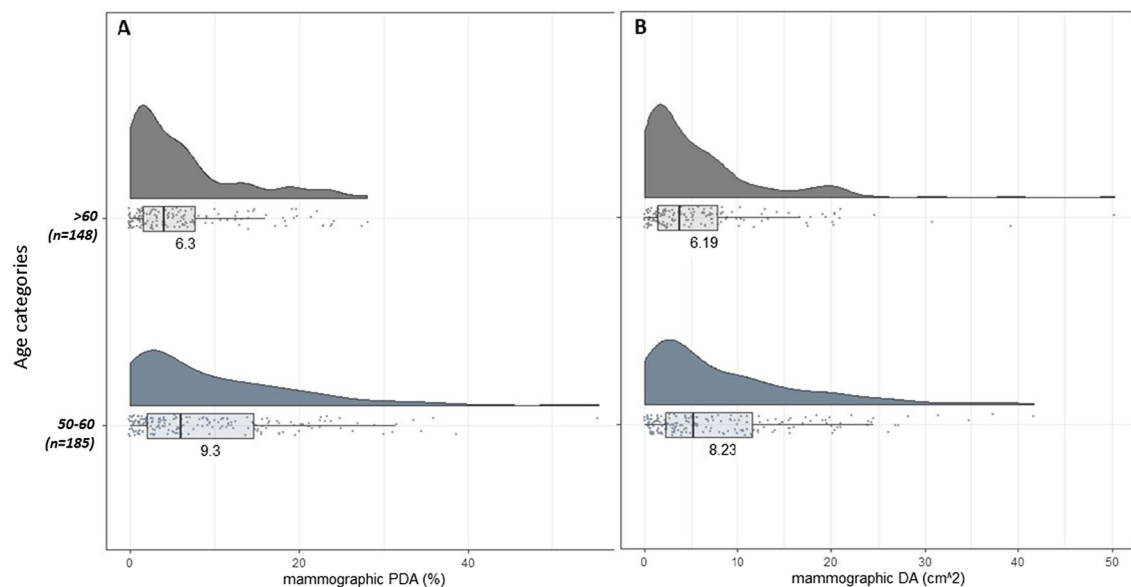 A
B
Age categories
>60
(n=148)
6.3
6.19
50-60
(n=185)
9.3
8.23
0
20
40
0
10
20
30
40
50
mammographic PDA (%)
mammographic DA (cm^2)